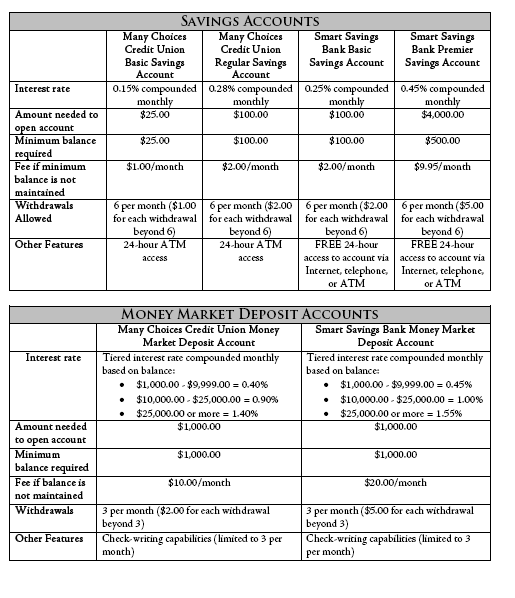 SAVINGS ACCOUNTS
Many Choices Credit Union Basic Savings Account
Many Choices Credit Union Regular Savings Account
Smart Savings Bank Basic Savings Account
Smart Savings Bank Premier Savings Account
Interest rate
0.15% compounded monthly
0.28% compounded monthly
0.25% compounded monthly
0.45% compounded monthly
Amount needed to open account
$25.00
$100.00
$100.00
$4,000.00
Minimum balance required
$25.00
$100.00
$100.00
$500.00
Fee if minimum balance is not maintained
$1.00/month
$2.00/month
$2.00/month
$9.95/month
Withdrawals Allowed
6 per month ($1.00 for each withdrawal beyond 6)
6 per month ($2.00 for each withdrawal beyond 6)
6 per month ($2.00 for each withdrawal beyond 6)
6 per month ($5.00 for each withdrawal beyond 6)
Other Features
24-hour ATM access
24-hour ATM access
FREE 24-hour access to account via Internet, telephone, or ATM
FREE 24-hour access to account via Internet, telephone, or ATM
MONEY MARKET DEPOSIT ACCOUNTS
Many Choices Credit Union Money Market Deposit Account
Smart Savings Bank Money Market Deposit Account
Interest rate
Tiered interest rate compounded monthly based on balance:
• $1,000.00 - $9,999.00 = 0.40%
• $10,000.00 - $25,000.00 = 0.90%
• $25,000.00 or more = 1.40%
Tiered interest rate compounded monthly based on balance:
• $1,000.00 - $9,999.00 = 0.45%
• $10,000.00 - $25,000.00 = 1.00%
• $25,000.00 or more = 1.55%
Amount needed to open account
$1,000.00
$1,000.00
Minimum balance required
$1,000.00
$1,000.00
Fee if balance is not maintained
$10.00/month
$20.00/month
Withdrawals
3 per month ($2.00 for each withdrawal beyond 3)
3 per month ($5.00 for each withdrawal beyond 3)
Other Features
Check-writing capabilities (limited to 3 per month)
Check-writing capabilities (limited to 3 per month)